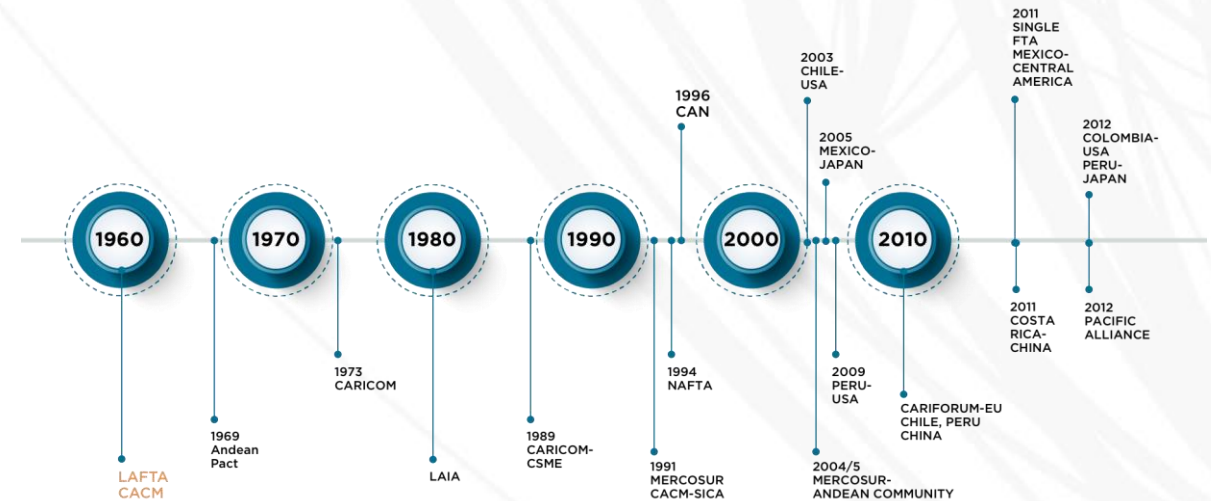 2011
SINGLE
FTA
MEXICO-
CENTRAL
AMERICA
2003
CHILE-
USA
1996
CAN
2012
COLOMBIA-
USA
PERU-
JAPAN
2005
MEXICO-
JAPAN
1960
1970
1980
1990
2000
2010
2011
COSTA
RICA-
CHINA
2012
PACIFIC
ALLIANCE
1973
CARICOM
1994
NAFTA
2009
PERU-
USA
CARIFORUM-EU
CHILE, PERU
CHINA
1969
Andean
Pact
1989
CARICOM-
CSME
LAFTA
CACM
LAIA
1991
MERCOSUR
CACM-SICA
2004/5
MERCOSUR-
ANDEAN COMMUNITY